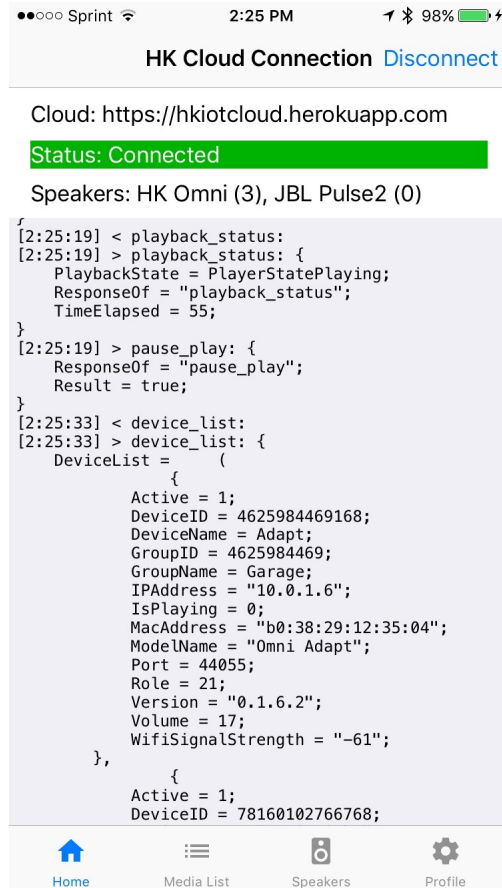 Sprint 2:25 PM 98%
HK Cloud Connection Disconnect
Cloud: https://hkiotcloud.herokuapp.com
Status: Connected
Speakers: HK Omni (3), JBL Pulse2 (0)
}
[2:25:19] < playback_status:
[2:25:19] > playback_status: {
    PlaybackState = PlayerStatePlaying;
    ResponseOf = "playback_status";
    TimeElapsed = 55;
}
[2:25:19] > pause_play: {
    ResponseOf = "pause_play";
    Result = true;
}
[2:25:33] < device_list:
[2:25:33] > device_list: {
    DeviceList =     (
                {
            Active = 1;
            DeviceID = 4625984469168;
            DeviceName = Adapt;
            GroupID = 4625984469;
            GroupName = Garage;
            IPAddress = "10.0.1.6";
            IsPlaying = 0;
            MacAddress = "b0:38:29:12:35:04";
            ModelName = "Omni Adapt";
            Port = 44055;
            Role = 21;
            Version = "0.1.6.2";
            Volume = 17;
            WifiSignalStrength = "-61";
        },
                {
            Active = 1;
            DeviceID = 78160102766768;
Home Media List Speakers Profile